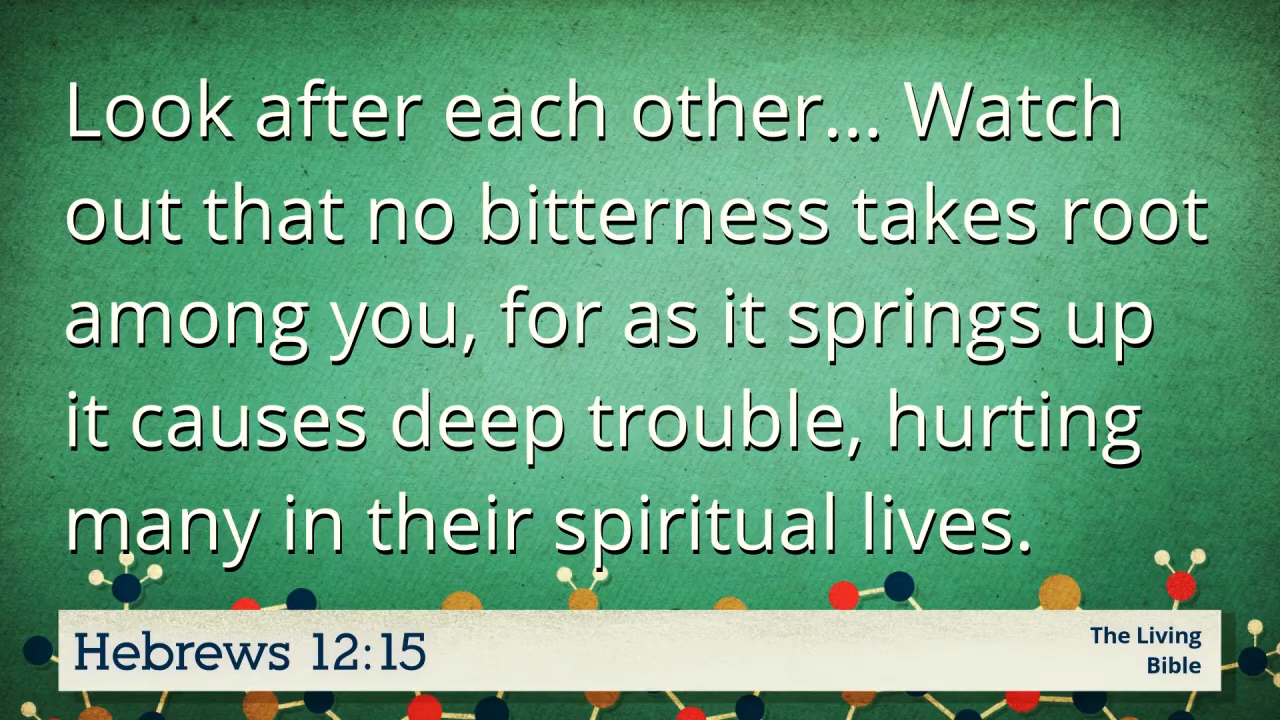 Look after each other... Watch
out that no bitterness takes root
among you, for as it springs up
it causes deep trouble, hurting
many in their spiritual lives.
Hebrews 12:15
The Living
Bible